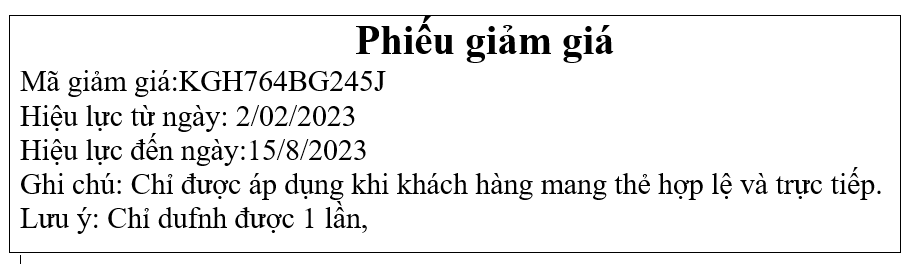 Phiếu giảm giá
Mã giảm giá:KGH764BG245J
Hiệu lực từ ngày: 2/02/2023
Hiệu lực đến ngày:15/8/2023
Ghi chú: Chỉ được áp dụng khi khách hàng mang thẻ hợp lệ và trực tiếp.
Lưu ý: Chỉ dufnh được 1 lần,